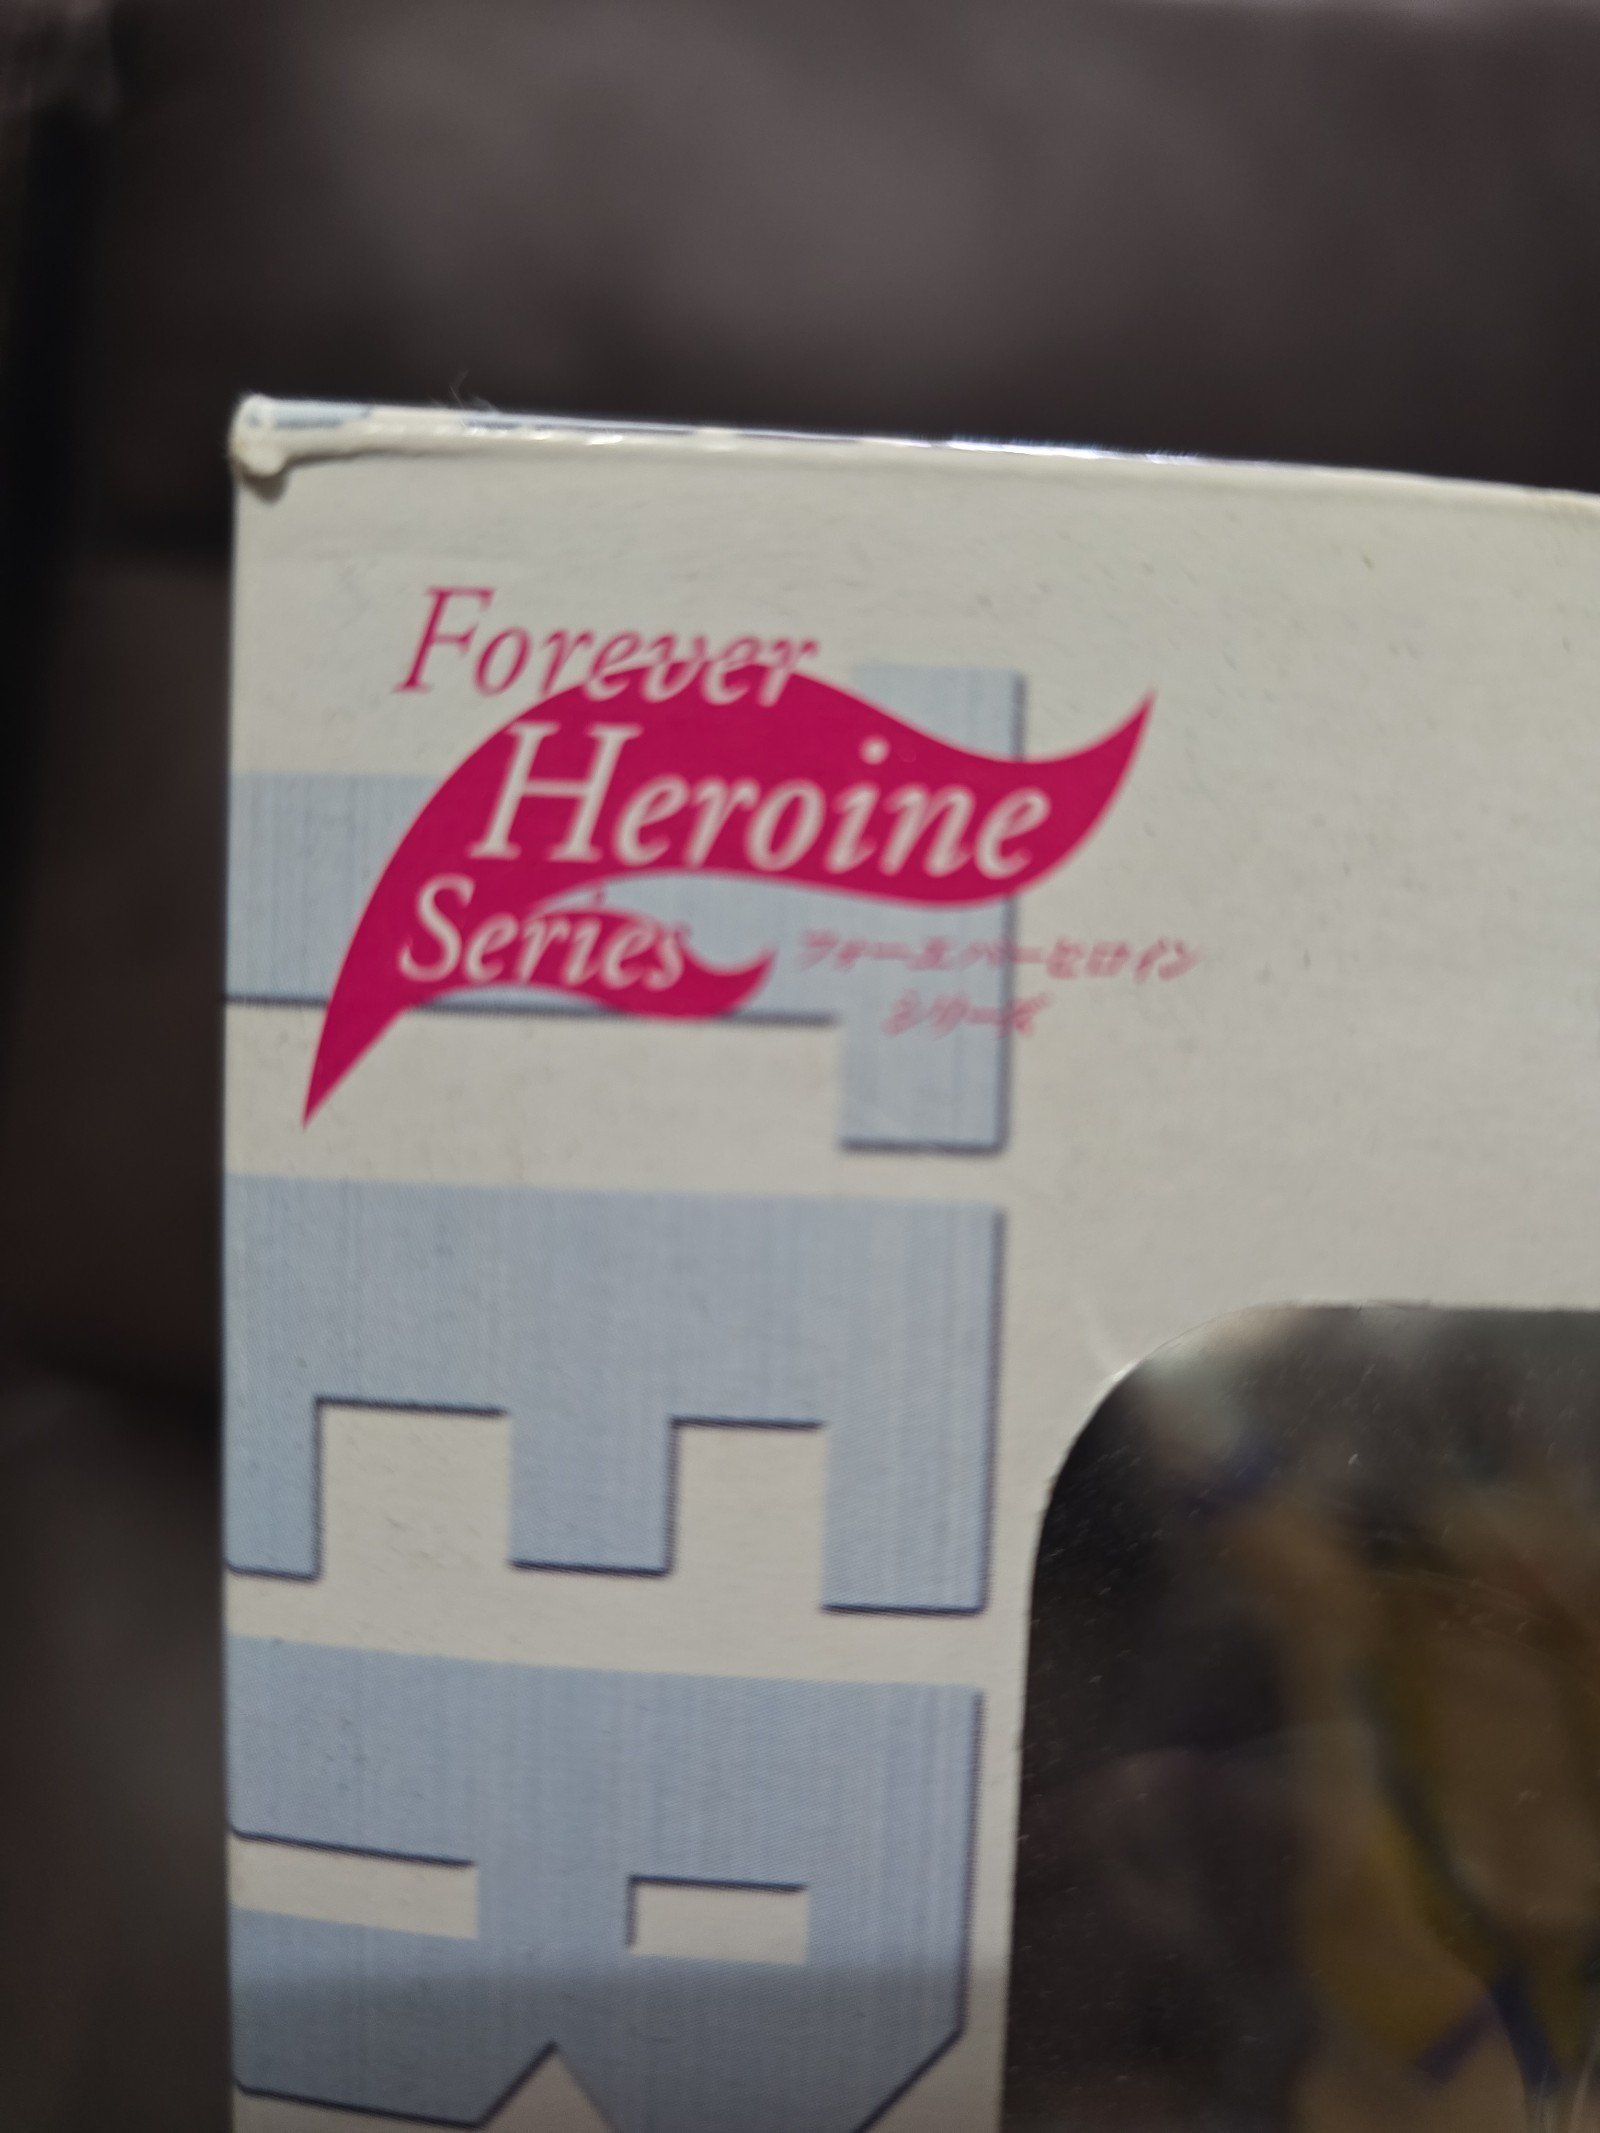 Forever
Heroine
Series
フォーエバーヒロイン
シリーズ